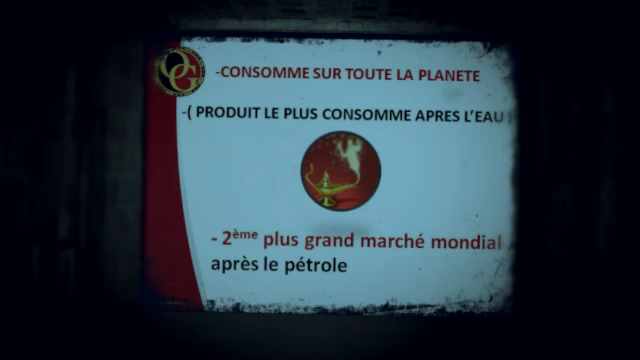 OG
-CONSOMME SUR TOUTE LA PLANETE
-( PRODUIT LE PLUS CONSOMME APRES L'EAU )
- 2ème plus grand marché mondial
après le pétrole